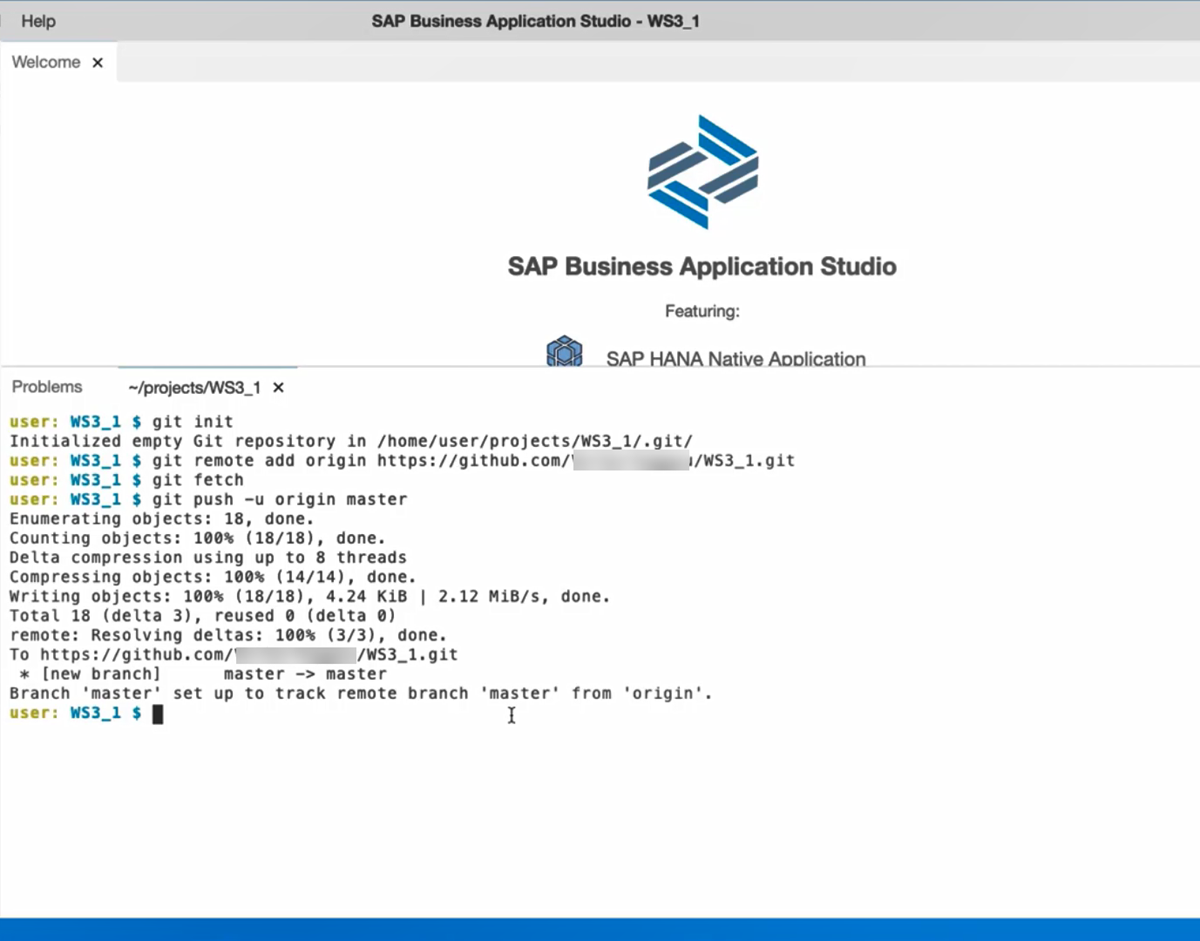 Help
SAP Business Application Studio - WS3_1
Welcome ×
SAP Business Application Studio
Featuring:
SAP HANA Native Application
Problems
~/projects/WS3_1 ×
user: WS3_1 $ git init
Initialized empty Git repository in /home/user/projects/WS3_1/.git/
user: WS3_1 $ git remote add origin https://github.com/ /WS3_1.git
user: WS3_1 $ git fetch
user: WS3_1 $ git push -u origin master
Enumerating objects: 18, done.
Counting objects: 100% (18/18), done.
Delta compression using up to 8 threads
Compressing objects: 100% (14/14), done.
Writing objects: 100% (18/18), 4.24 KiB | 2.12 MiB/s, done.
Total 18 (delta 3), reused 0 (delta 0)
remote: Resolving deltas: 100% (3/3), done.
To https://github.com/ /WS3_1.git
* [new branch] master -> master
Branch 'master' set up to track remote branch 'master' from 'origin'.
user: WS3_1 $